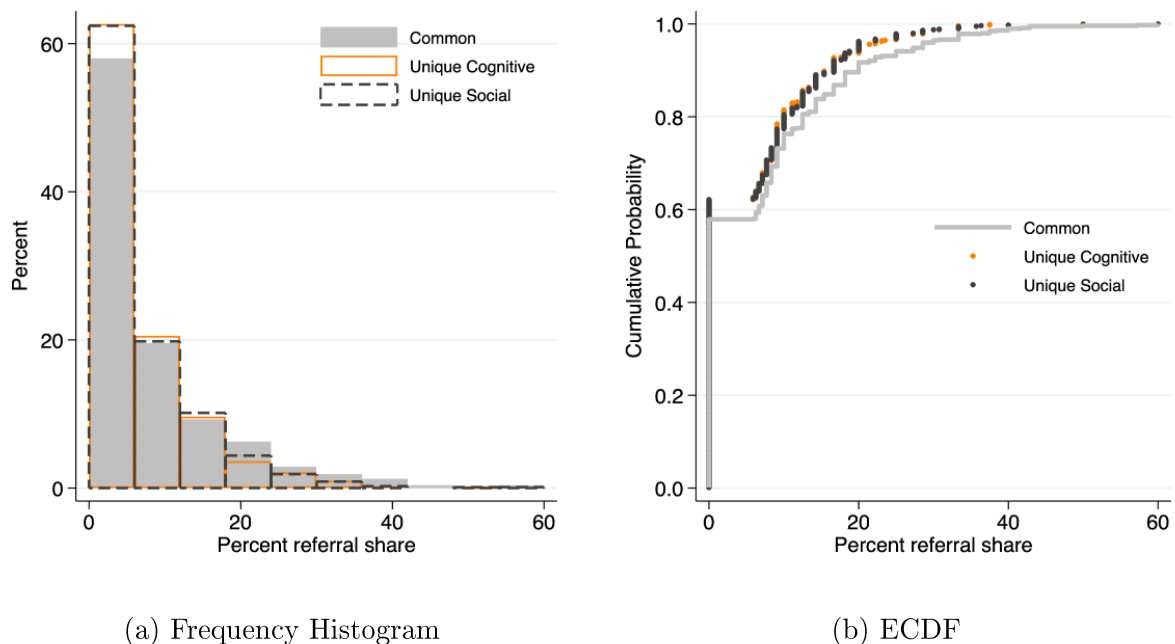 60
40
20
0
Percent
0 20 40 60
Percent referral share
Common
Unique Cognitive
Unique Social
(a) Frequency Histogram
1.0
0.8
0.6
0.4
0.2
0.0
Cumulative Probability
0 20 40 60
Percent referral share
Common
Unique Cognitive
Unique Social
(b) ECDF